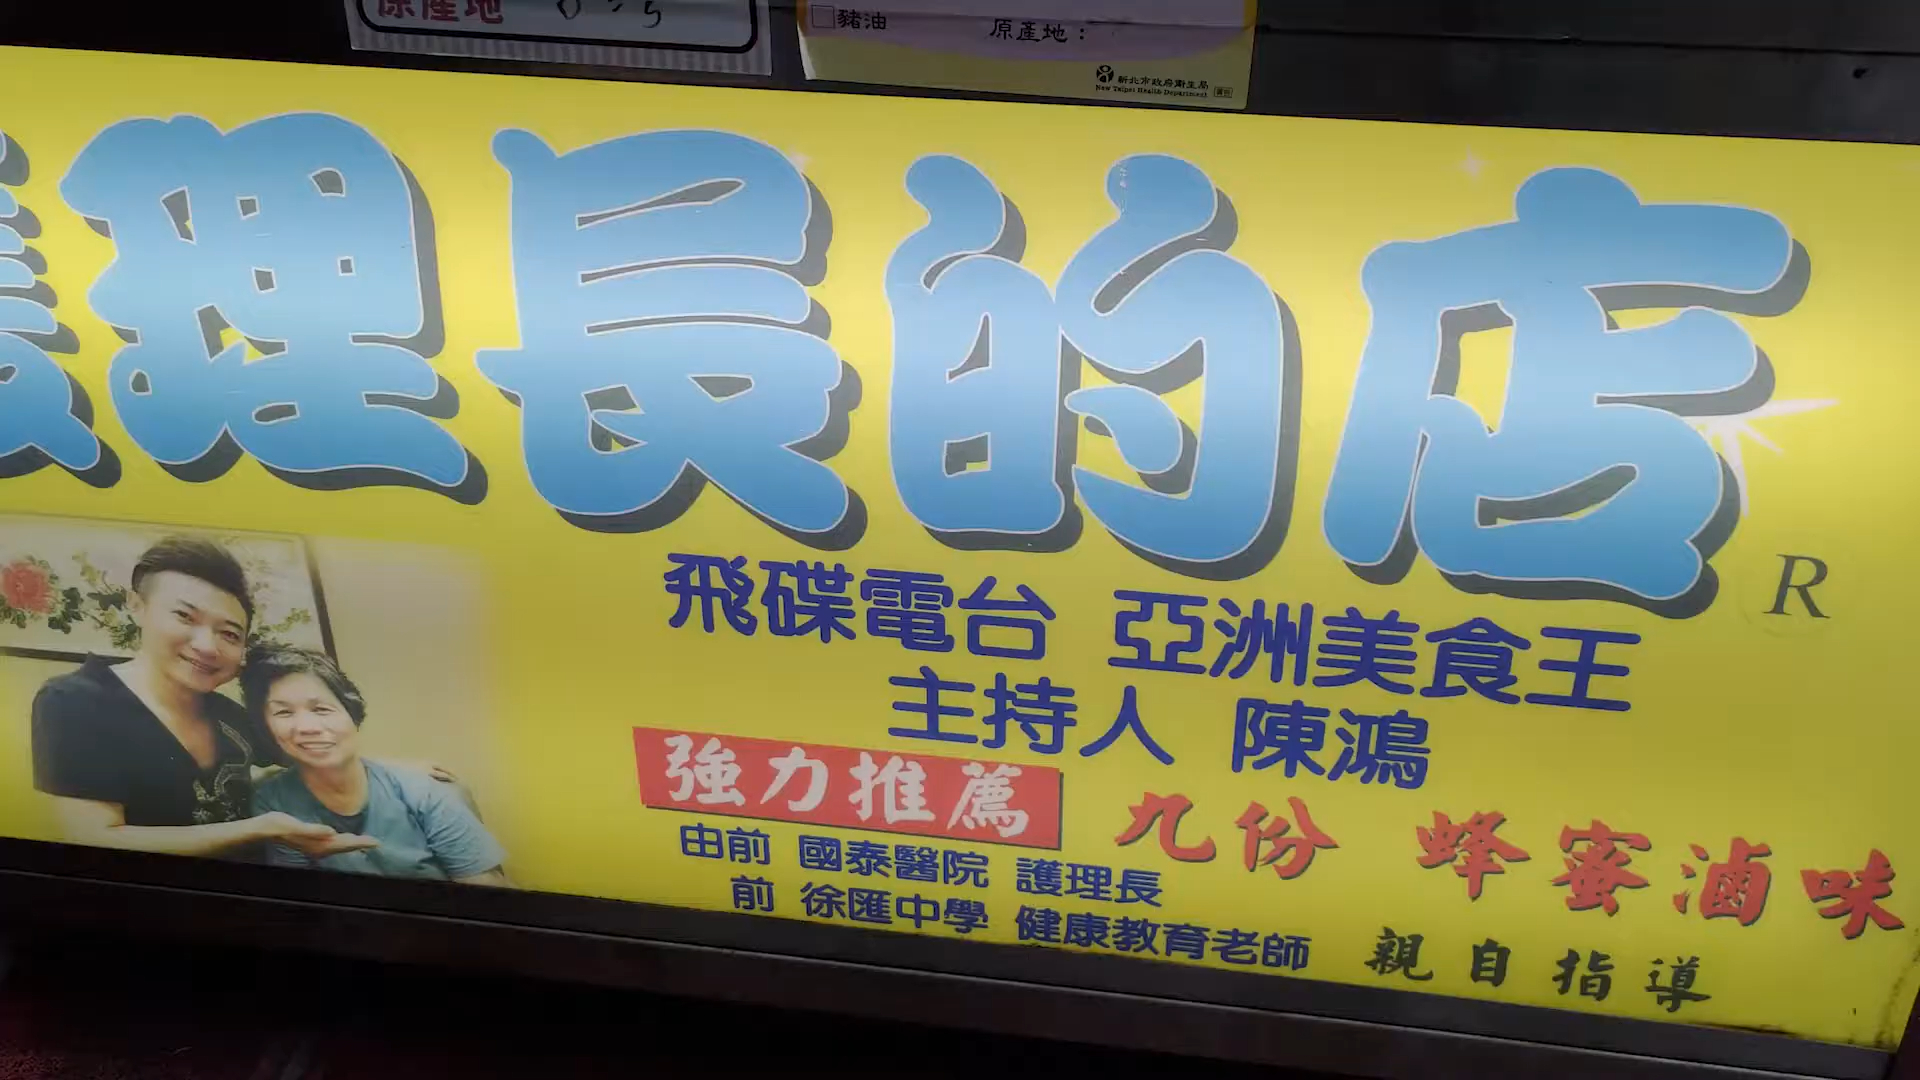 原產地
豬油 原產地：
新北市政府衛生局
New Taipei Health Department
理長的店
R
飛碟電台 亞洲美食王
主持人 陳鴻
強力推薦 九份 蜂蜜滷味
由前 國泰醫院 護理長
前 徐匯中學 健康教育老師 親自指導